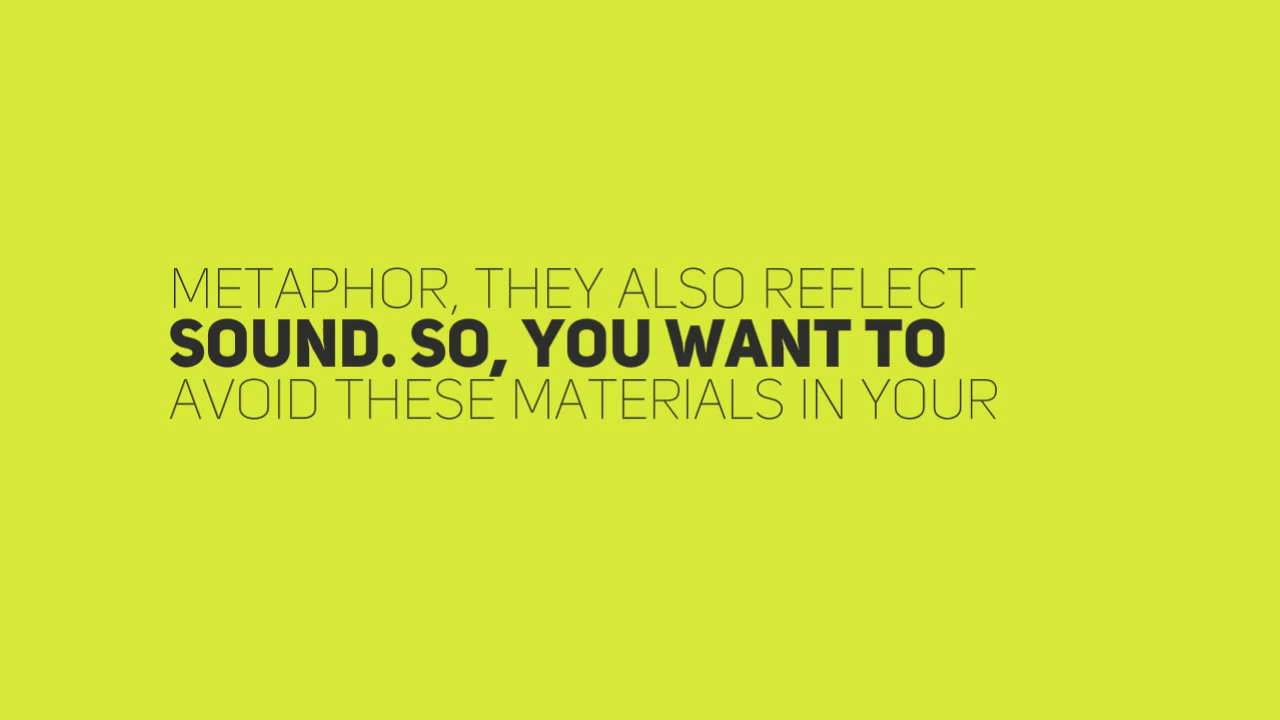 METAPHOR, THEY ALSO REFLECT
SOUND. SO, YOU WANT TO
AVOID THESE MATERIALS IN YOUR